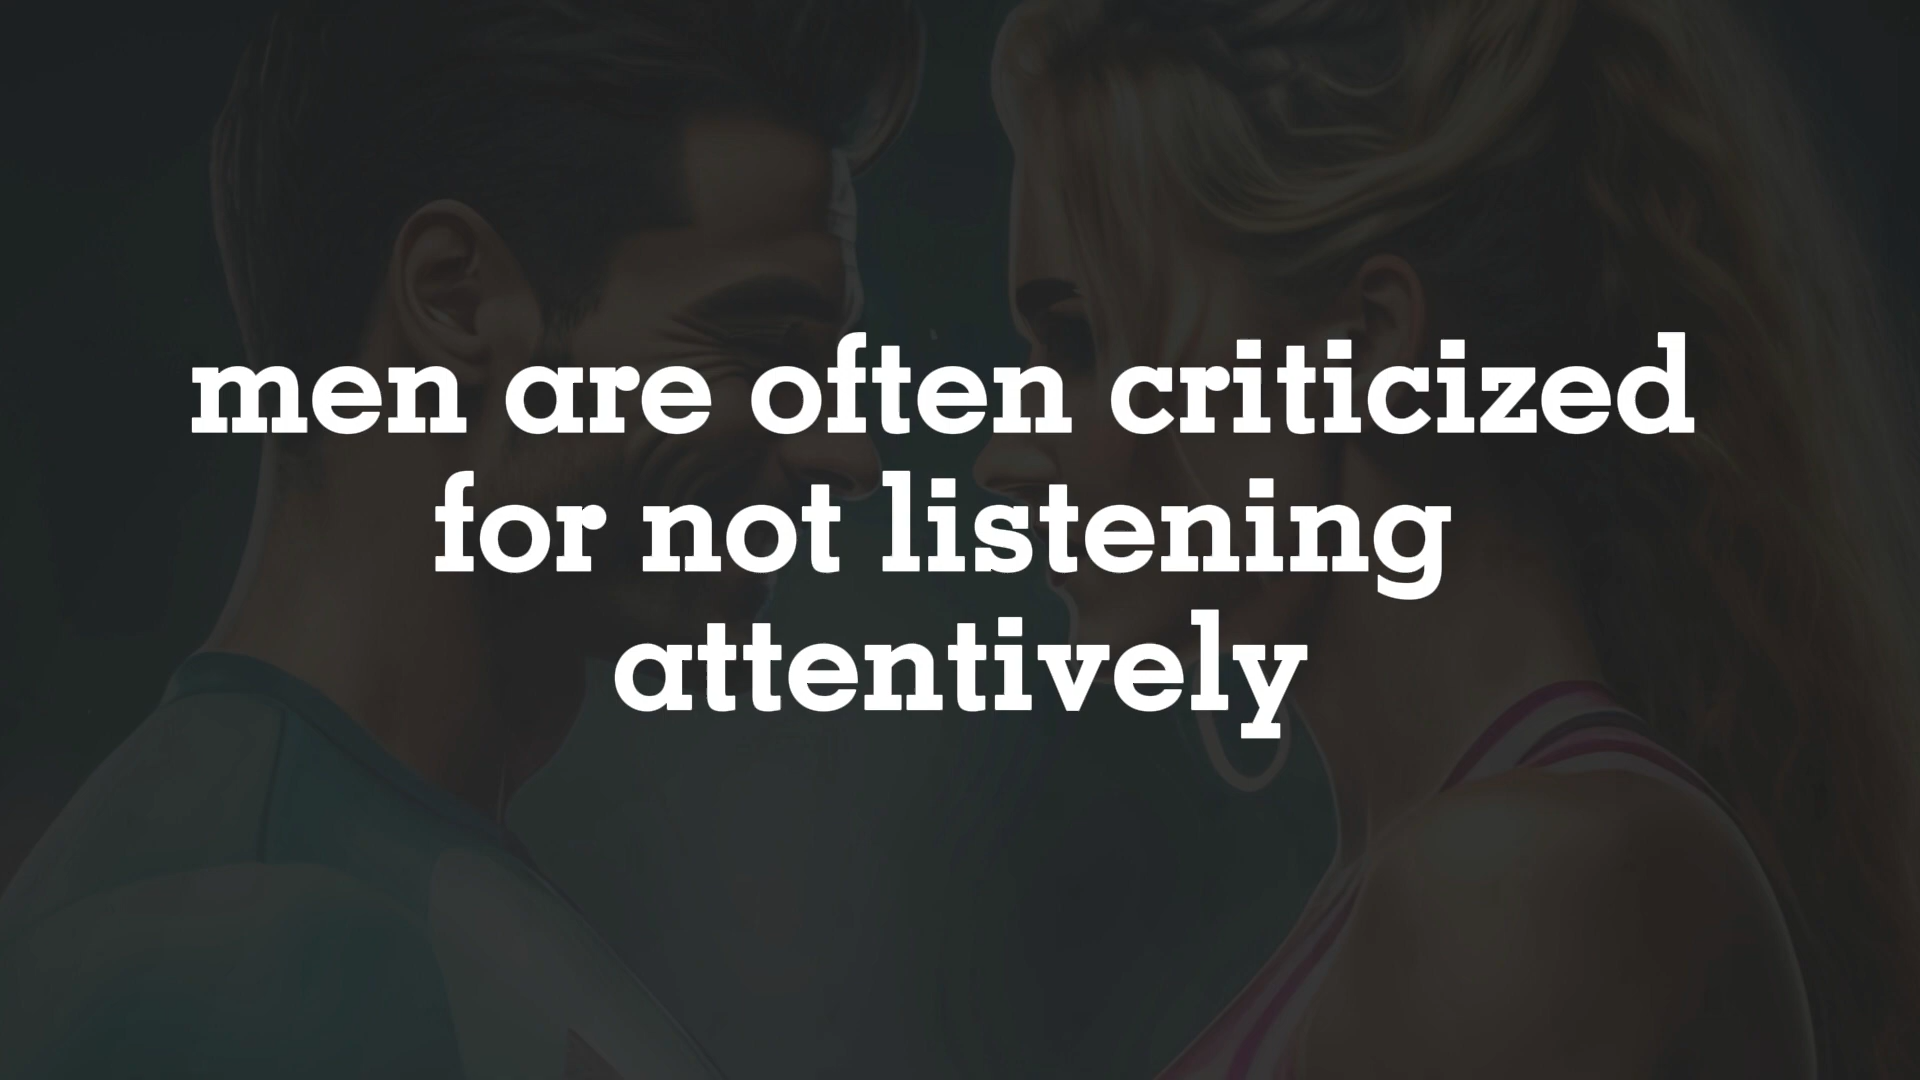 men are often criticized
for not listening
attentively